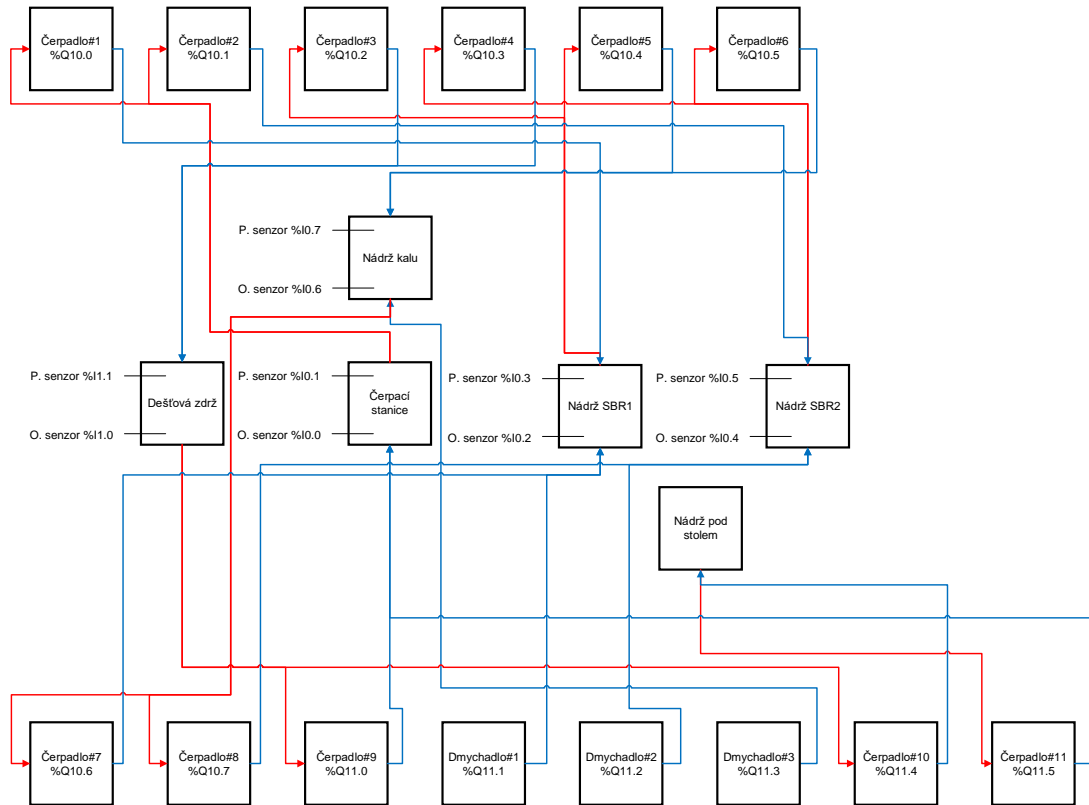 Čerpadlo#1
%Q10.0
Čerpadlo#2
%Q10.1
Čerpadlo#3
%Q10.2
Čerpadlo#4
%Q10.3
Čerpadlo#5
%Q10.4
Čerpadlo#6
%Q10.5
P. senzor %I0.7
Nádrž kalu
O. senzor %I0.6
P. senzor %I1.1
Dešťová zdrž
O. senzor %I1.0
P. senzor %I0.1
Čerpací
stanice
O. senzor %I0.0
P. senzor %I0.3
Nádrž SBR1
O. senzor %I0.2
P. senzor %I0.5
Nádrž SBR2
O. senzor %I0.4
Nádrž pod
stolem
Čerpadlo#7
%Q10.6
Čerpadlo#8
%Q10.7
Čerpadlo#9
%Q11.0
Dmychadlo#1
%Q11.1
Dmychadlo#2
%Q11.2
Dmychadlo#3
%Q11.3
Čerpadlo#10
%Q11.4
Čerpadlo#11
%Q11.5